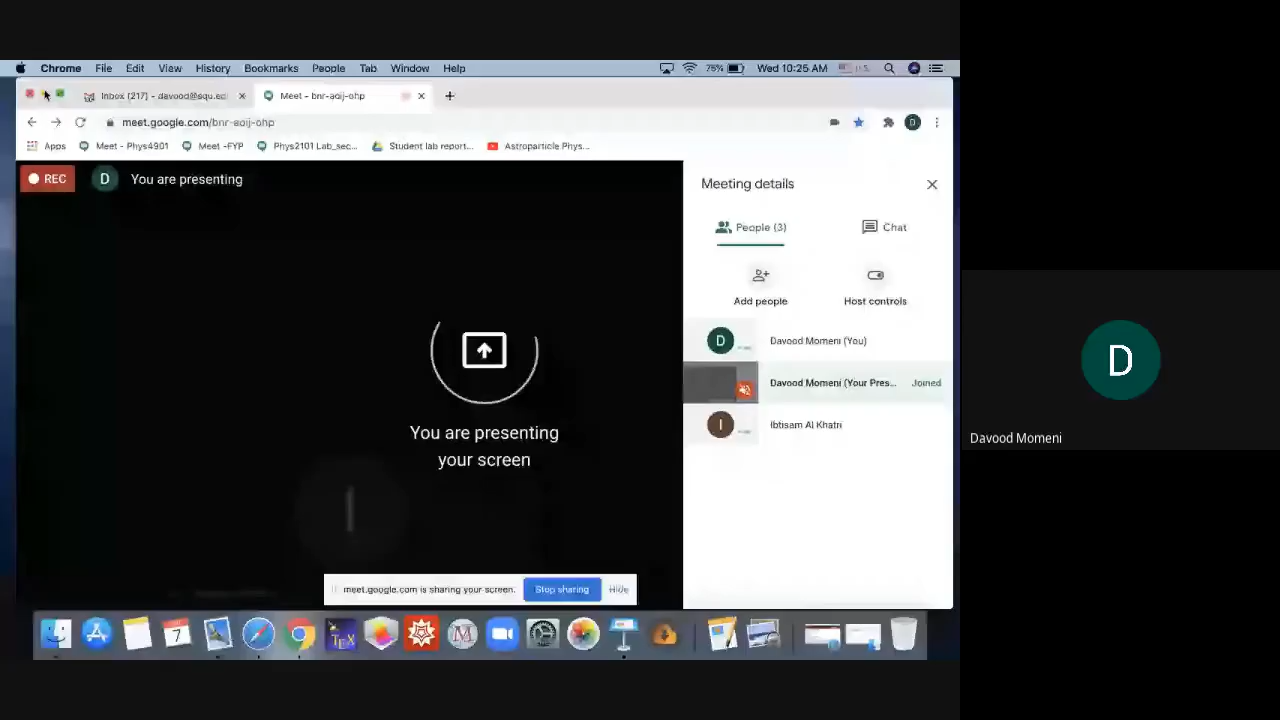 Chrome File Edit View History Bookmarks People Tab Window Help 75% Wed 10:25 AM U.S.
Inbox (217) - davood@squ.ed
Meet - bnr-aoij-ohp
meet.google.com/bnr-aoij-ohp
D
Apps Meet - Phys4901 Meet -FYP Phys2101 Lab_sec... Student lab report... Astroparticle Phys...
REC
D
You are presenting
Meeting details
People (3)
Chat
Add people
Host controls
D
Davood Momeni (You)
Davood Momeni (Your Pres...
Joined
I
Ibtisam Al Khatri
You are presenting
your screen
I
meet.google.com is sharing your screen.
Stop sharing
Hide
7
TEX
D
Davood Momeni